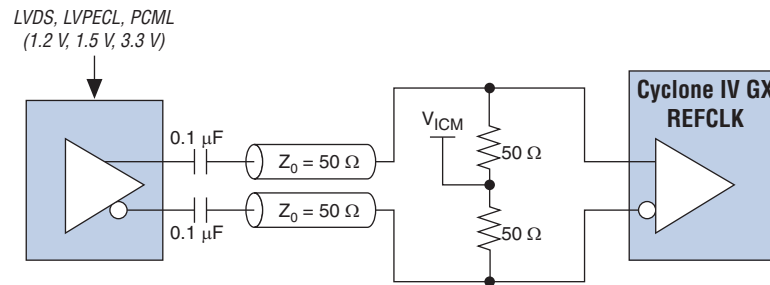 LVDS, LVPECL, PCML
(1.2 V, 1.5 V, 3.3 V)
Cyclone IV GX
REFCLK
0.1 µF
Z0 = 50 Ω
VICM
50 Ω
Z0 = 50 Ω
0.1 µF
50 Ω